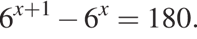 6^{x+1} − 6^x = 180.